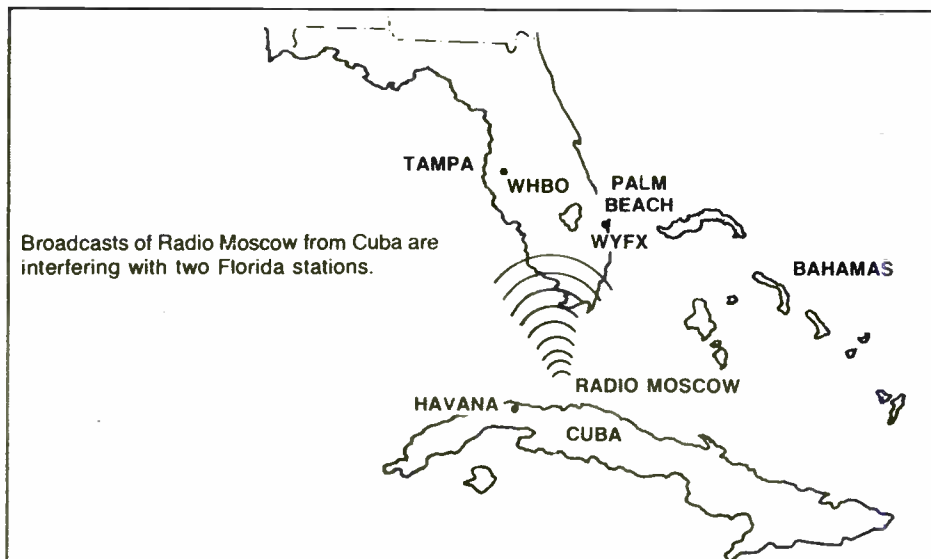 TAMPA
WHBO
PALM
BEACH
WYFX
Broadcasts of Radio Moscow from Cuba are
interfering with two Florida stations.
BAHAMAS
RADIO MOSCOW
HAVANA
CUBA